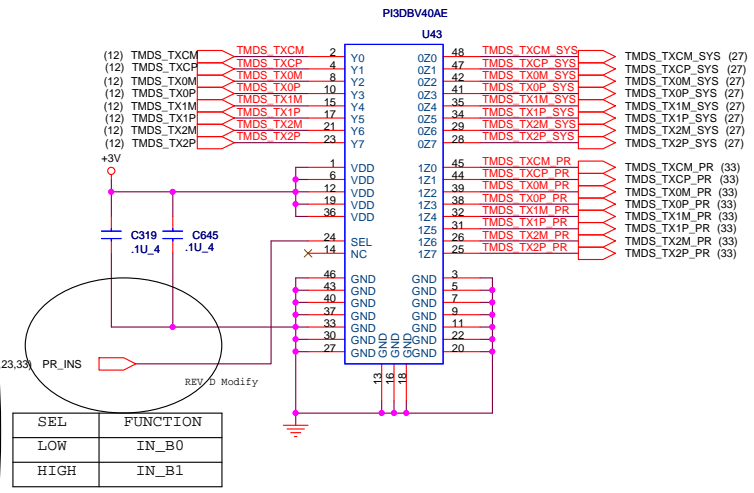 PI3DBV40AE
U43
(12) TMDS_TXCM TMDS_TXCM 2 Y0 0Z0 48 TMDS_TXCM_SYS TMDS_TXCM_SYS (27)
(12) TMDS_TXCP TMDS_TXCP 4 Y1 0Z1 47 TMDS_TXCP_SYS TMDS_TXCP_SYS (27)
(12) TMDS_TX0M TMDS_TX0M 8 Y2 0Z2 42 TMDS_TX0M_SYS TMDS_TX0M_SYS (27)
(12) TMDS_TX0P TMDS_TX0P 10 Y3 0Z3 41 TMDS_TX0P_SYS TMDS_TX0P_SYS (27)
(12) TMDS_TX1M TMDS_TX1M 15 Y4 0Z4 35 TMDS_TX1M_SYS TMDS_TX1M_SYS (27)
(12) TMDS_TX1P TMDS_TX1P 17 Y5 0Z5 34 TMDS_TX1P_SYS TMDS_TX1P_SYS (27)
(12) TMDS_TX2M TMDS_TX2M 21 Y6 0Z6 29 TMDS_TX2M_SYS TMDS_TX2M_SYS (27)
(12) TMDS_TX2P TMDS_TX2P 23 Y7 0Z7 28 TMDS_TX2P_SYS TMDS_TX2P_SYS (27)
+3V
1 VDD 1Z0 45 TMDS_TXCM_PR TMDS_TXCM_PR (33)
6 VDD 1Z1 44 TMDS_TXCP_PR TMDS_TXCP_PR (33)
12 VDD 1Z2 39 TMDS_TX0M_PR TMDS_TX0M_PR (33)
19 VDD 1Z3 38 TMDS_TX0P_PR TMDS_TX0P_PR (33)
36 VDD 1Z4 32 TMDS_TX1M_PR TMDS_TX1M_PR (33)
1Z5 31 TMDS_TX1P_PR TMDS_TX1P_PR (33)
C319 C645 24 SEL 1Z6 26 TMDS_TX2M_PR TMDS_TX2M_PR (33)
.1U_4 .1U_4 14 NC 1Z7 25 TMDS_TX2P_PR TMDS_TX2P_PR (33)
46 GND GND 3
43 GND GND 5
40 GND GND 7
37 GND GND 9
33 GND GND 11
30 GND GND 22
27 GND GND 20
GND GND GND
13 16 18
,23,33) PR_INS
REV D Modify
SEL FUNCTION
LOW IN_B0
HIGH IN_B1